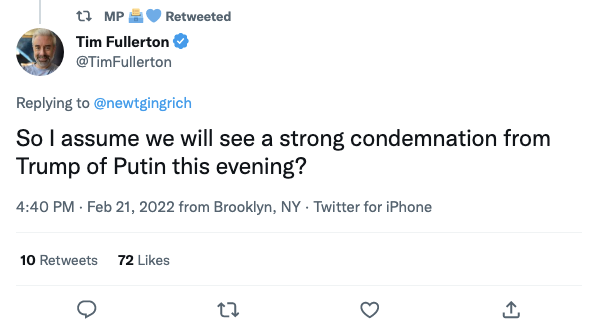 MP 🗳️💙 Retweeted
Tim Fullerton
@TimFullerton
Replying to @newtgingrich
So I assume we will see a strong condemnation from
Trump of Putin this evening?
4:40 PM · Feb 21, 2022 from Brooklyn, NY · Twitter for iPhone
10 Retweets 72 Likes